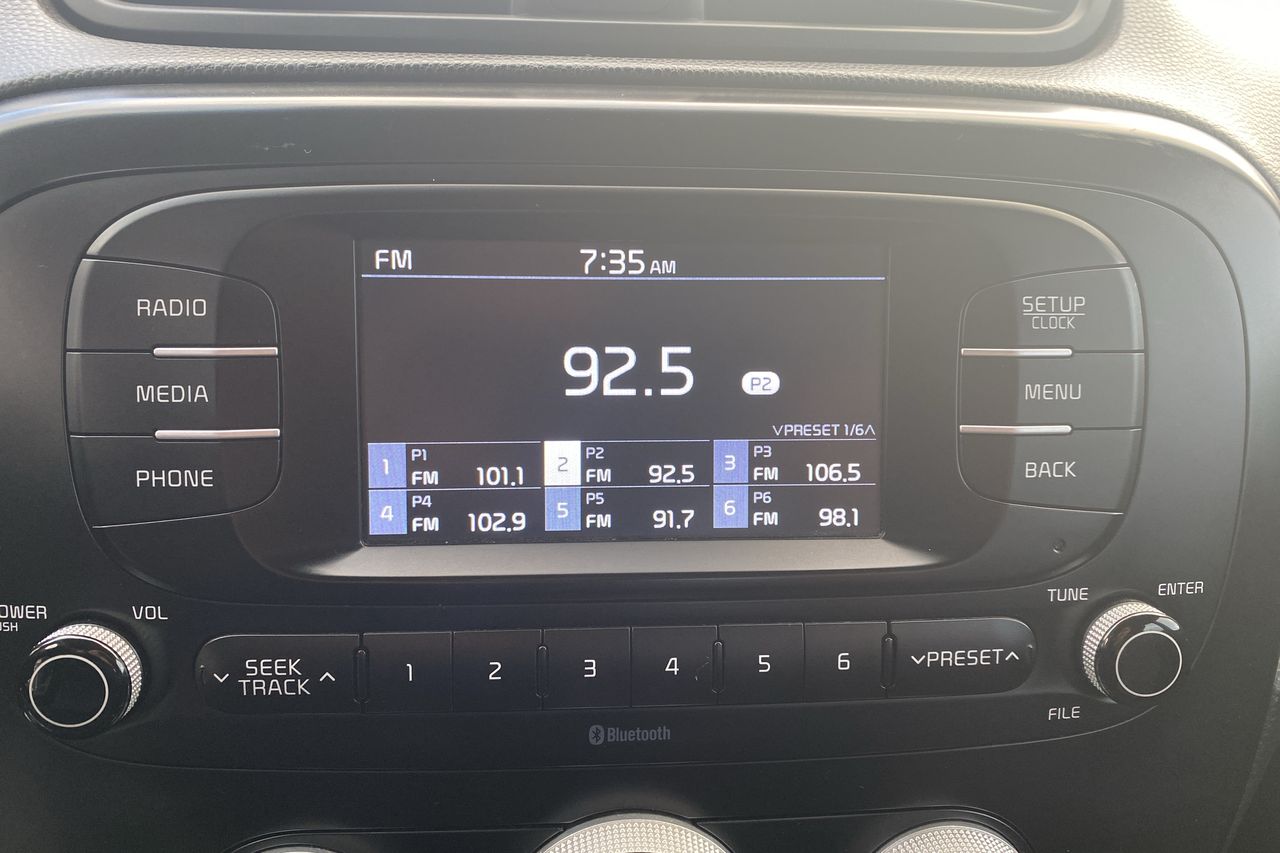 FM 7:35 AM
92.5 P2
PRESET 1/6
1 P1 FM 101.1
2 P2 FM 92.5
3 P3 FM 106.5
4 P4 FM 102.9
5 P5 FM 91.7
6 P6 FM 98.1
RADIO
MEDIA
PHONE
SETUP
CLOCK
MENU
BACK
OWER
USH
VOL
SEEK
TRACK
1 2 3 4 5 6
PRESET
TUNE
ENTER
FILE
Bluetooth